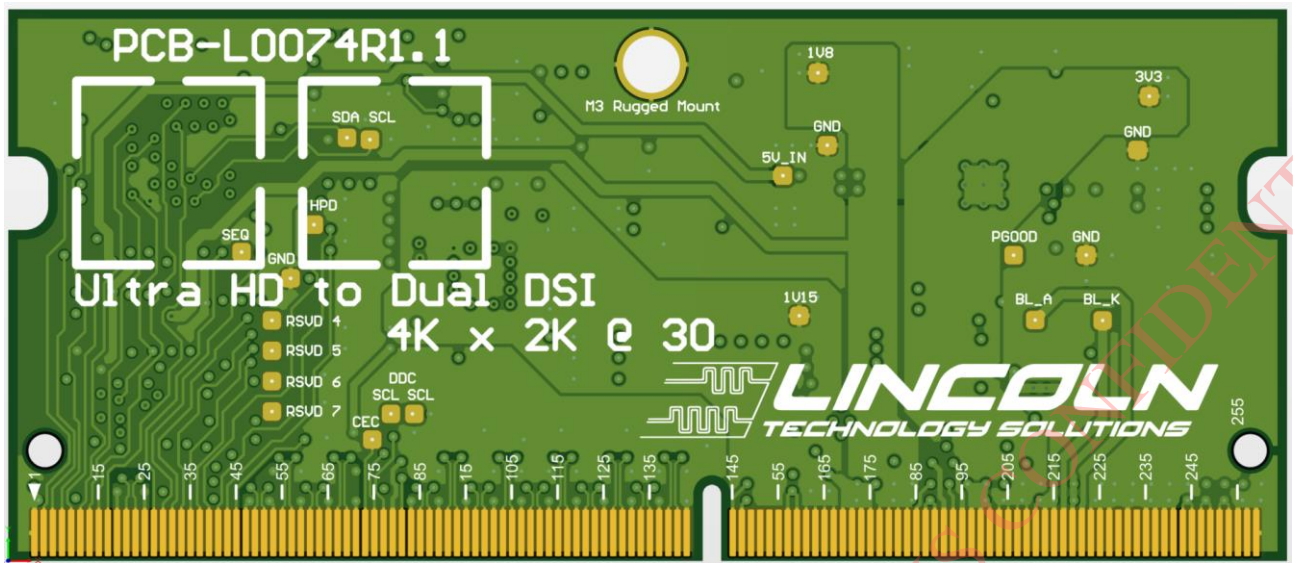 PCB-L0074R1.1
M3 Rugged Mount
1V8
3V3
SDA SCL
GND
GND
5V_IN
HPD
SEQ
PGOOD GND
GND
Ultra HD to Dual DSI
BL_A BL_K
1V15
RSVD 4
4K x 2K @ 30
RSVD 5
RSVD 6
DDC
SCL SCL
RSVD 7
CEC
LINCOLN
TECHNOLOGY SOLUTIONS
1 15 25 35 45 55 65 75 85 15 105 115 125 135 145 55 165 175 85 95 205 215 225 235 245 255
CONFIDENT